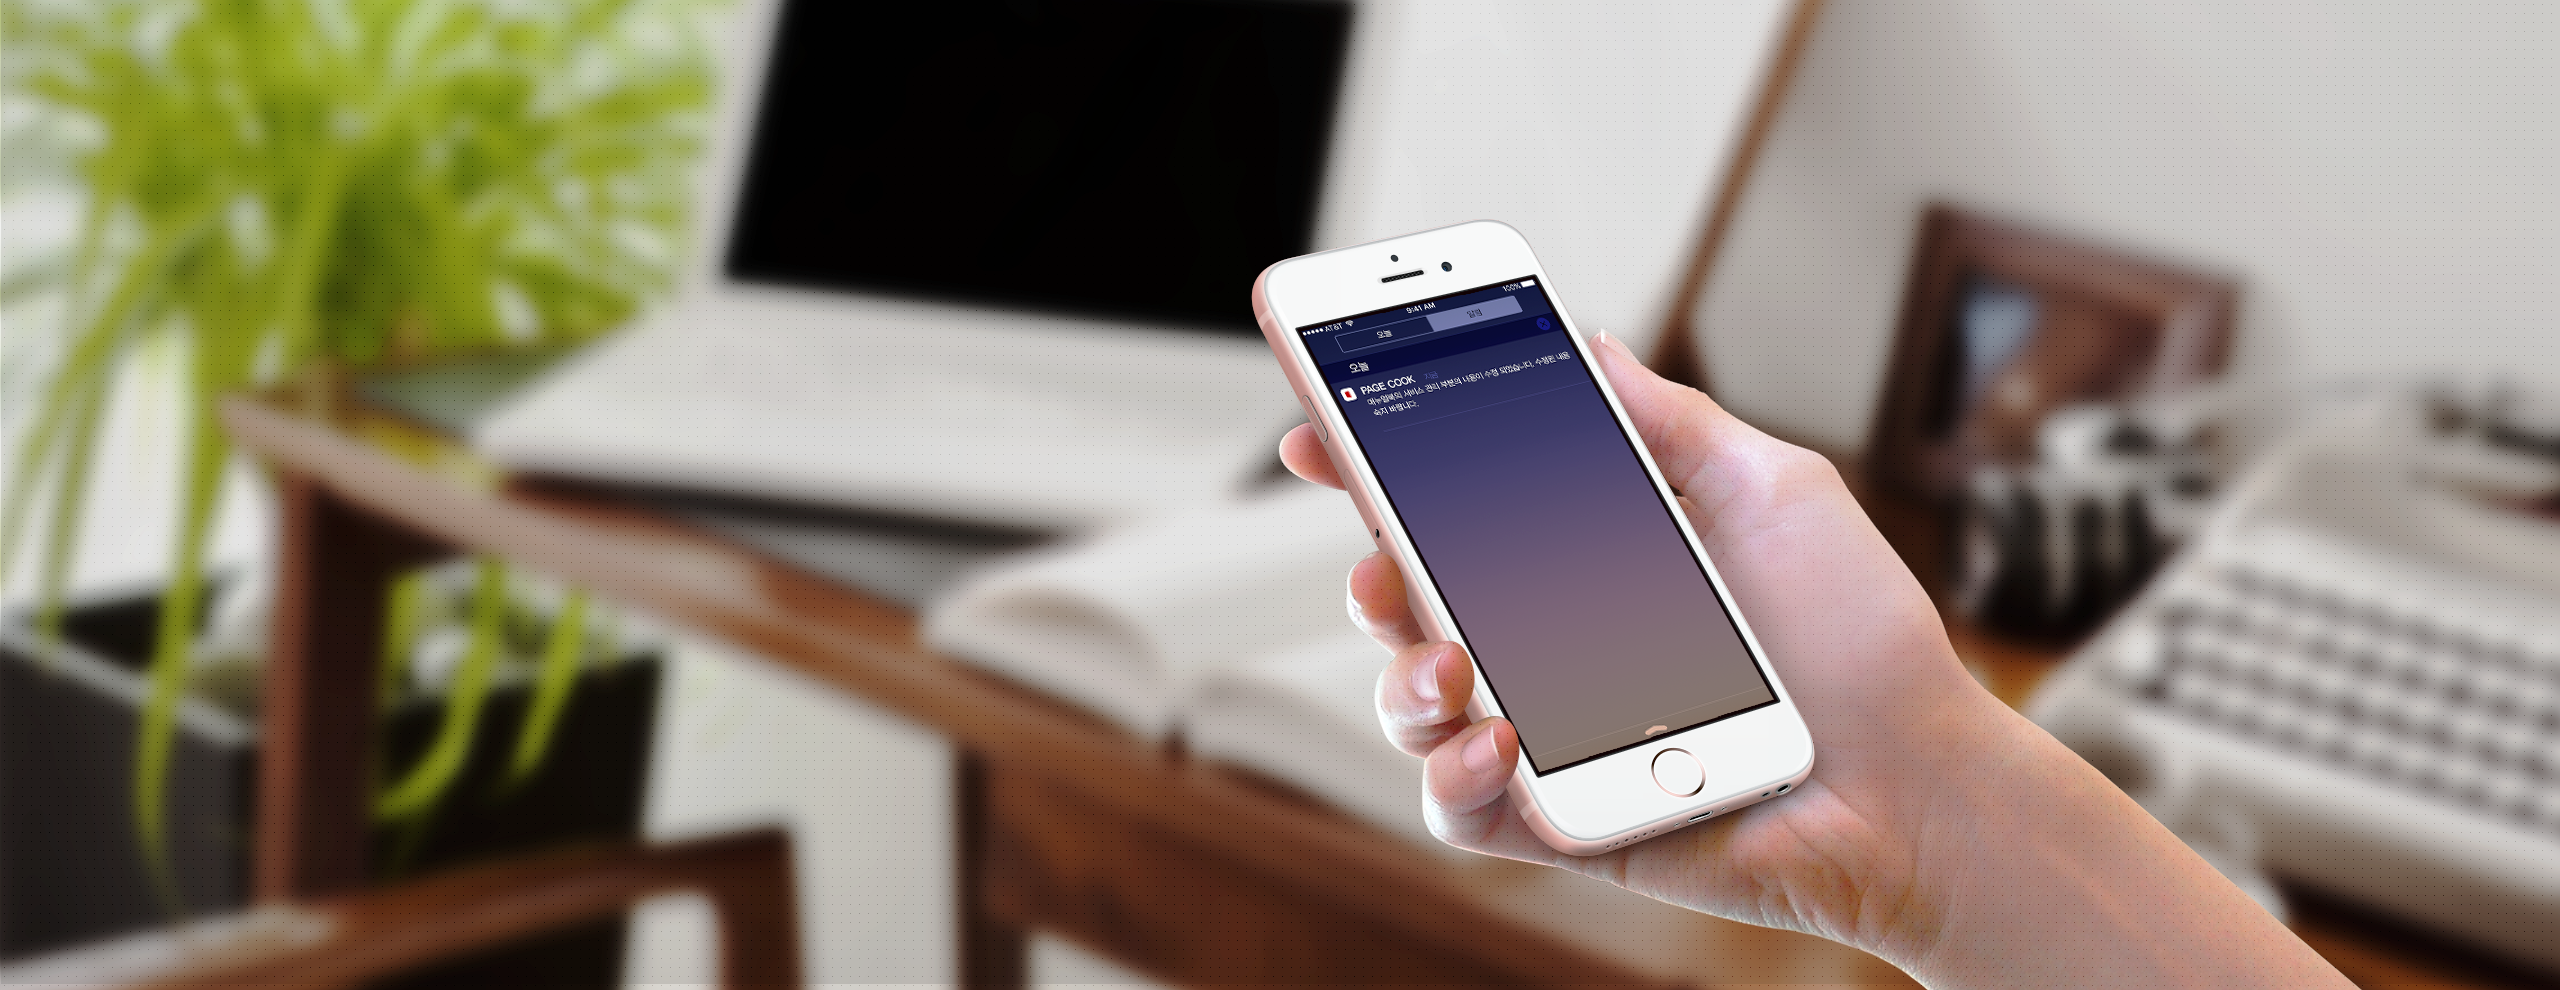 AT&T 9:41 AM 100%
오늘 알림
오늘
PAGE COOK 지금
메뉴얼북의 서비스 관리 부분의 내용이 수정 되었습니다. 수정된 내용
숙지 바랍니다.